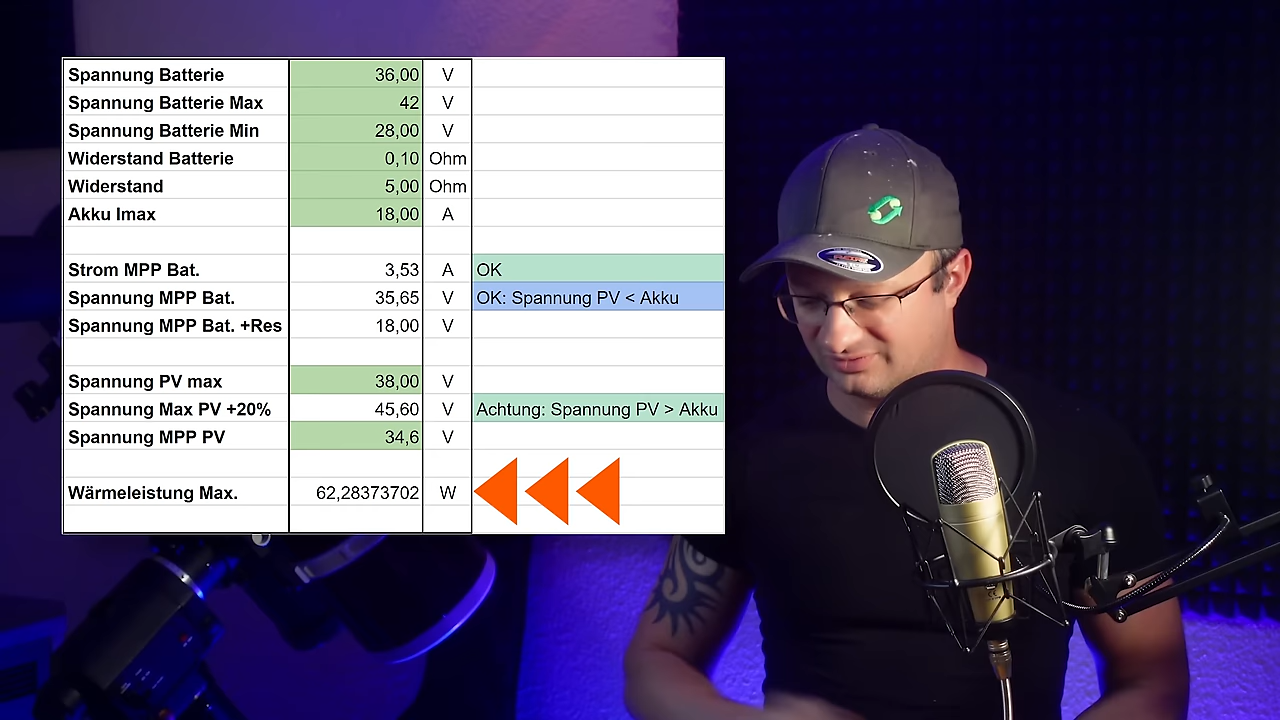 Spannung Batterie 36,00 V
Spannung Batterie Max 42 V
Spannung Batterie Min 28,00 V
Widerstand Batterie 0,10 Ohm
Widerstand 5,00 Ohm
Akku Imax 18,00 A
Strom MPP Bat. 3,53 A OK
Spannung MPP Bat. 35,65 V OK: Spannung PV < Akku
Spannung MPP Bat. +Res 18,00 V
Spannung PV max 38,00 V
Spannung Max PV +20% 45,60 V Achtung: Spannung PV > Akku
Spannung MPP PV 34,6 V
Wärmeleistung Max. 62,28373702 W